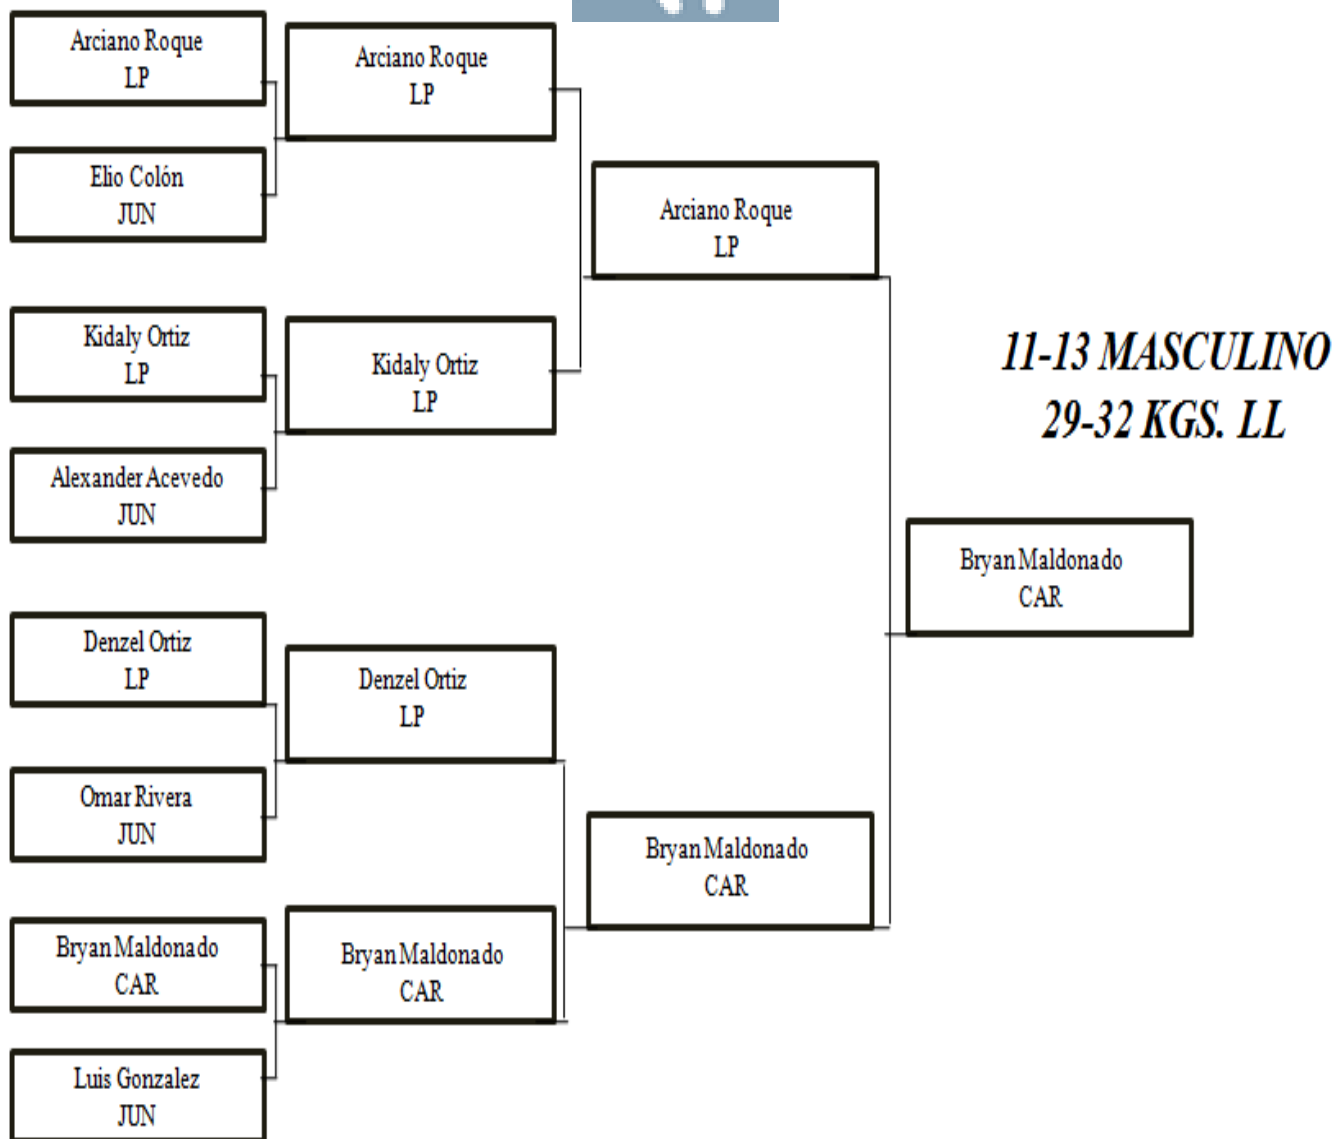 Arciano Roque
LP
Elio Colón
JUN
Kidaly Ortiz
LP
Alexander Acevedo
JUN
Denzel Ortiz
LP
Omar Rivera
JUN
Bryan Maldonado
CAR
Luis Gonzalez
JUN
Arciano Roque
LP
Kidaly Ortiz
LP
Denzel Ortiz
LP
Bryan Maldonado
CAR
Arciano Roque
LP
Bryan Maldonado
CAR
11-13 MASCULINO
29-32 KGS. LL
Bryan Maldonado
CAR